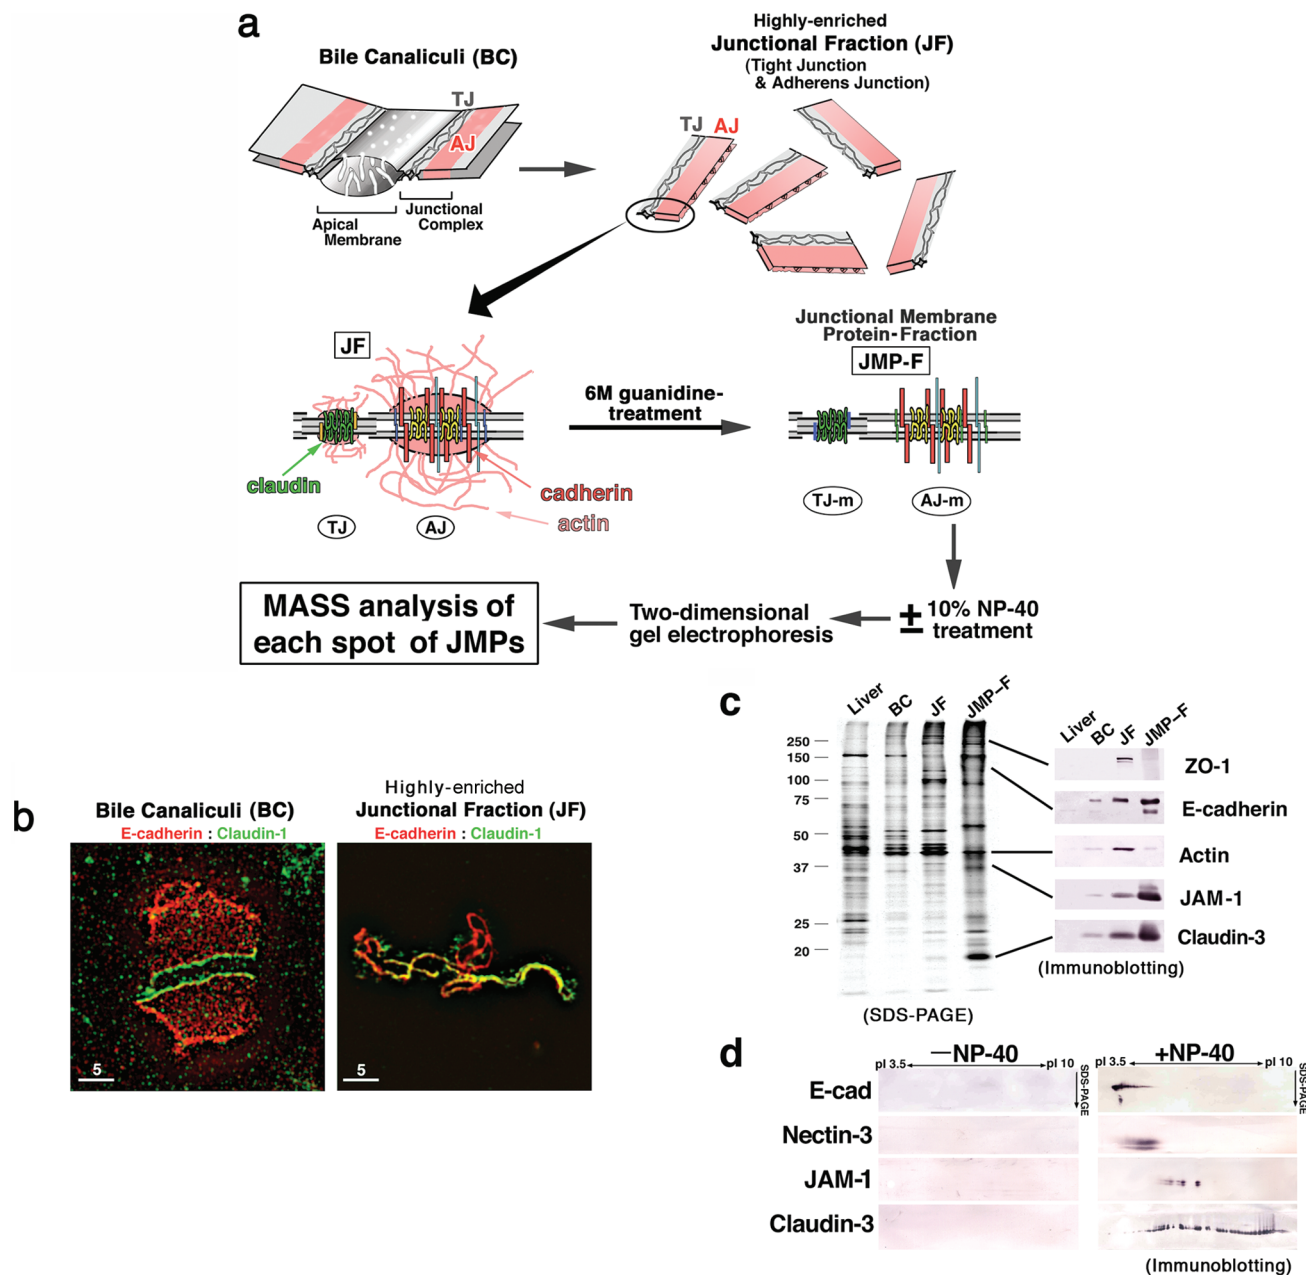 a
Bile Canaliculi (BC)
TJ
AJ
Apical
Membrane
Junctional
Complex
Highly-enriched
Junctional Fraction (JF)
(Tight Junction
& Adherens Junction)
TJ AJ
JF
claudin
cadherin
actin
TJ
AJ
6M guanidine-
treatment
Junctional Membrane
Protein-Fraction
JMP-F
TJ-m
AJ-m
± 10% NP-40
treatment
Two-dimensional
gel electrophoresis
MASS analysis of
each spot of JMPs
b
Bile Canaliculi (BC)
E-cadherin : Claudin-1
5
Highly-enriched
Junctional Fraction (JF)
E-cadherin : Claudin-1
5
c
Liver BC JF JMP–F
250
150
100
75
50
37
25
20
(SDS-PAGE)
Liver BC JF JMP–F
ZO-1
E-cadherin
Actin
JAM-1
Claudin-3
(Immunoblotting)
d
—NP-40
pI 3.5 pI 10
SDS-PAGE
+NP-40
pI 3.5 pI 10
SDS-PAGE
E-cad
Nectin-3
JAM-1
Claudin-3
(Immunoblotting)